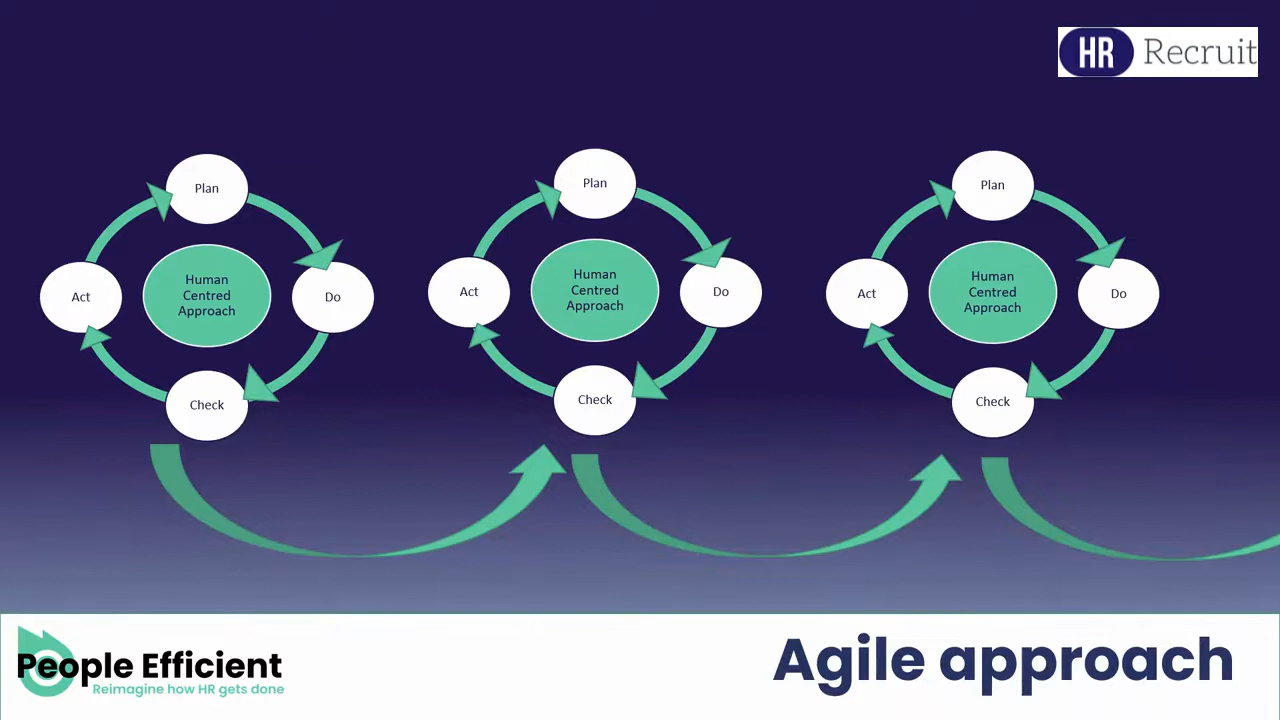 HR Recruit
Plan
Act
Human
Centred
Approach
Do
Check
Plan
Act
Human
Centred
Approach
Do
Check
Plan
Act
Human
Centred
Approach
Do
Check
People Efficient
Reimagine how HR gets done
Agile approach